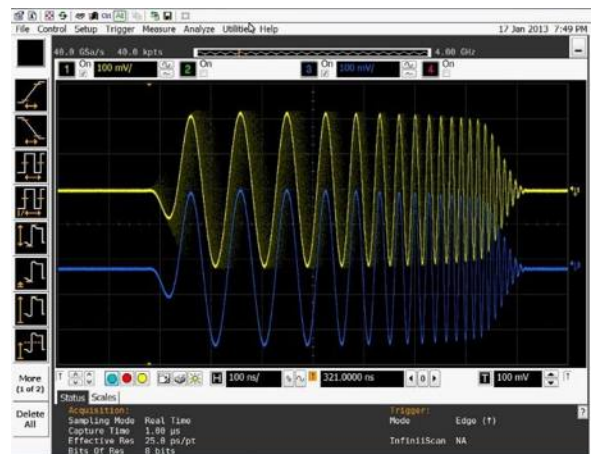 File Control Setup Trigger Measure Analyze Utilities Help 17 Jan 2013 7:49 PM
40.0 GSa/s 40.0 kpts 4.00 GHz
1 On 100 mV/ 2 On 3 On 100 mV/ 4 On
More
(1 of 2)
Delete
All
H 100 ns/ 321.0000 ns 0 T 100 mV
Status Scales
Acquisition: Trigger:
Sampling Mode Real Time Mode Edge (↑)
Capture Time 1.00 µs
Effective Res 25.0 ps/pt InfiniiScan NA
Bits Of Res 8 bits